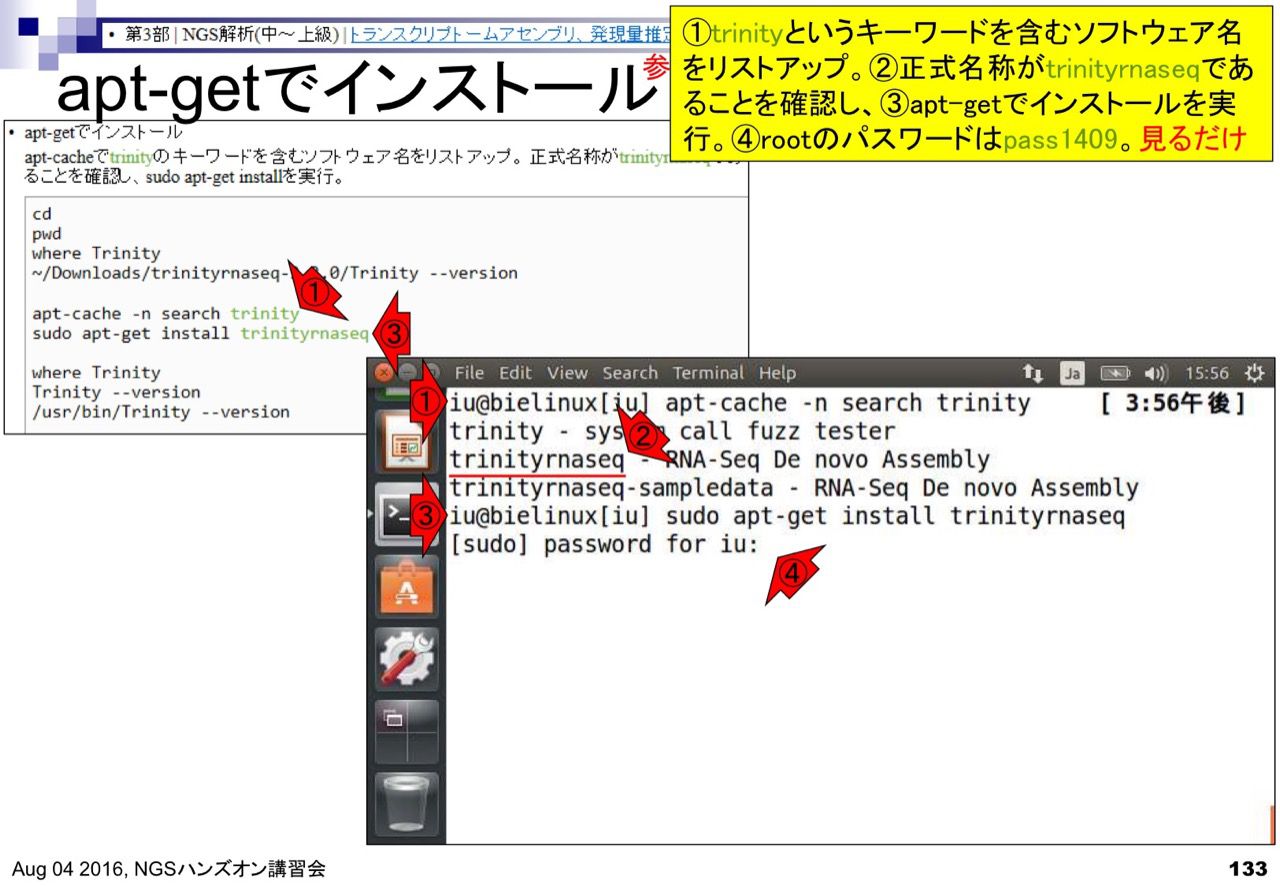 • 第3部 | NGS解析(中～上級) | トランスクリプトームアセンブリ、発現量推定
apt-getでインストール
参
①trinityというキーワードを含むソフトウェア名
をリストアップ。②正式名称がtrinityrnaseqであ
ることを確認し、③apt-getでインストールを実
行。④rootのパスワードはpass1409。見るだけ
• apt-getでインストール
apt-cacheでtrinityのキーワードを含むソフトウェア名をリストアップ。正式名称が
ることを確認し、sudo apt-get installを実行。
cd
pwd
where Trinity
~/Downloads/trinityrnaseq- .0/Trinity --version
①
apt-cache -n search trinity
sudo apt-get install trinityrnaseq
③
where Trinity
Trinity --version
/usr/bin/Trinity --version
File Edit View Search Terminal Help
Ja 15:56
①
iu@bielinux[iu] apt-cache -n search trinity [ 3:56午後]
②
trinity - system call fuzz tester
trinityrnaseq - RNA-Seq De novo Assembly
trinityrnaseq-sampledata - RNA-Seq De novo Assembly
③
iu@bielinux[iu] sudo apt-get install trinityrnaseq
[sudo] password for iu:
④
Aug 04 2016, NGSハンズオン講習会
133